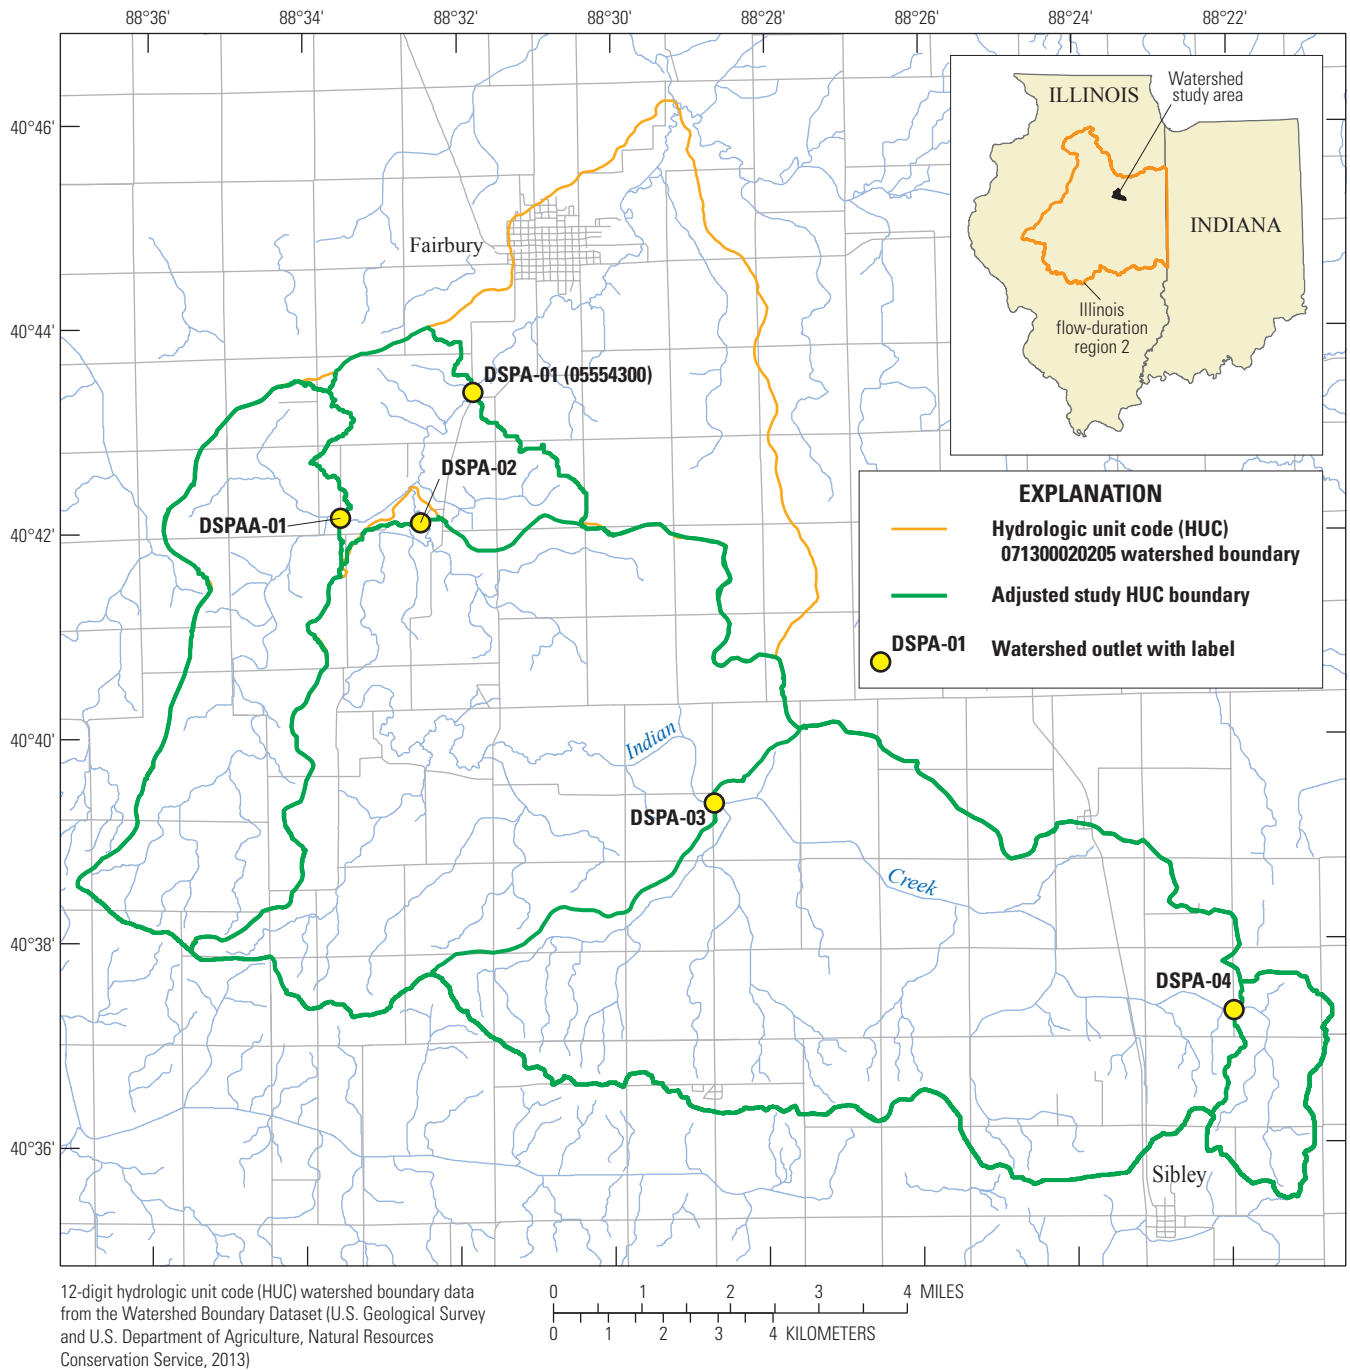 88°36'
88°34'
88°32'
88°30'
88°28'
88°26'
88°24'
88°22'
40°46'
40°44'
40°42'
40°40'
40°38'
40°36'
ILLINOIS
Watershed
study area
INDIANA
Illinois
flow-duration
region 2
Fairbury
DSPA-01 (05554300)
DSPA-02
DSPAA-01
EXPLANATION
Hydrologic unit code (HUC)
071300020205 watershed boundary
Adjusted study HUC boundary
DSPA-01
Watershed outlet with label
Indian
DSPA-03
Creek
DSPA-04
Sibley
12-digit hydrologic unit code (HUC) watershed boundary data
from the Watershed Boundary Dataset (U.S. Geological Survey
and U.S. Department of Agriculture, Natural Resources
Conservation Service, 2013)
0 1 2 3 4 MILES
0 1 2 3 4 KILOMETERS